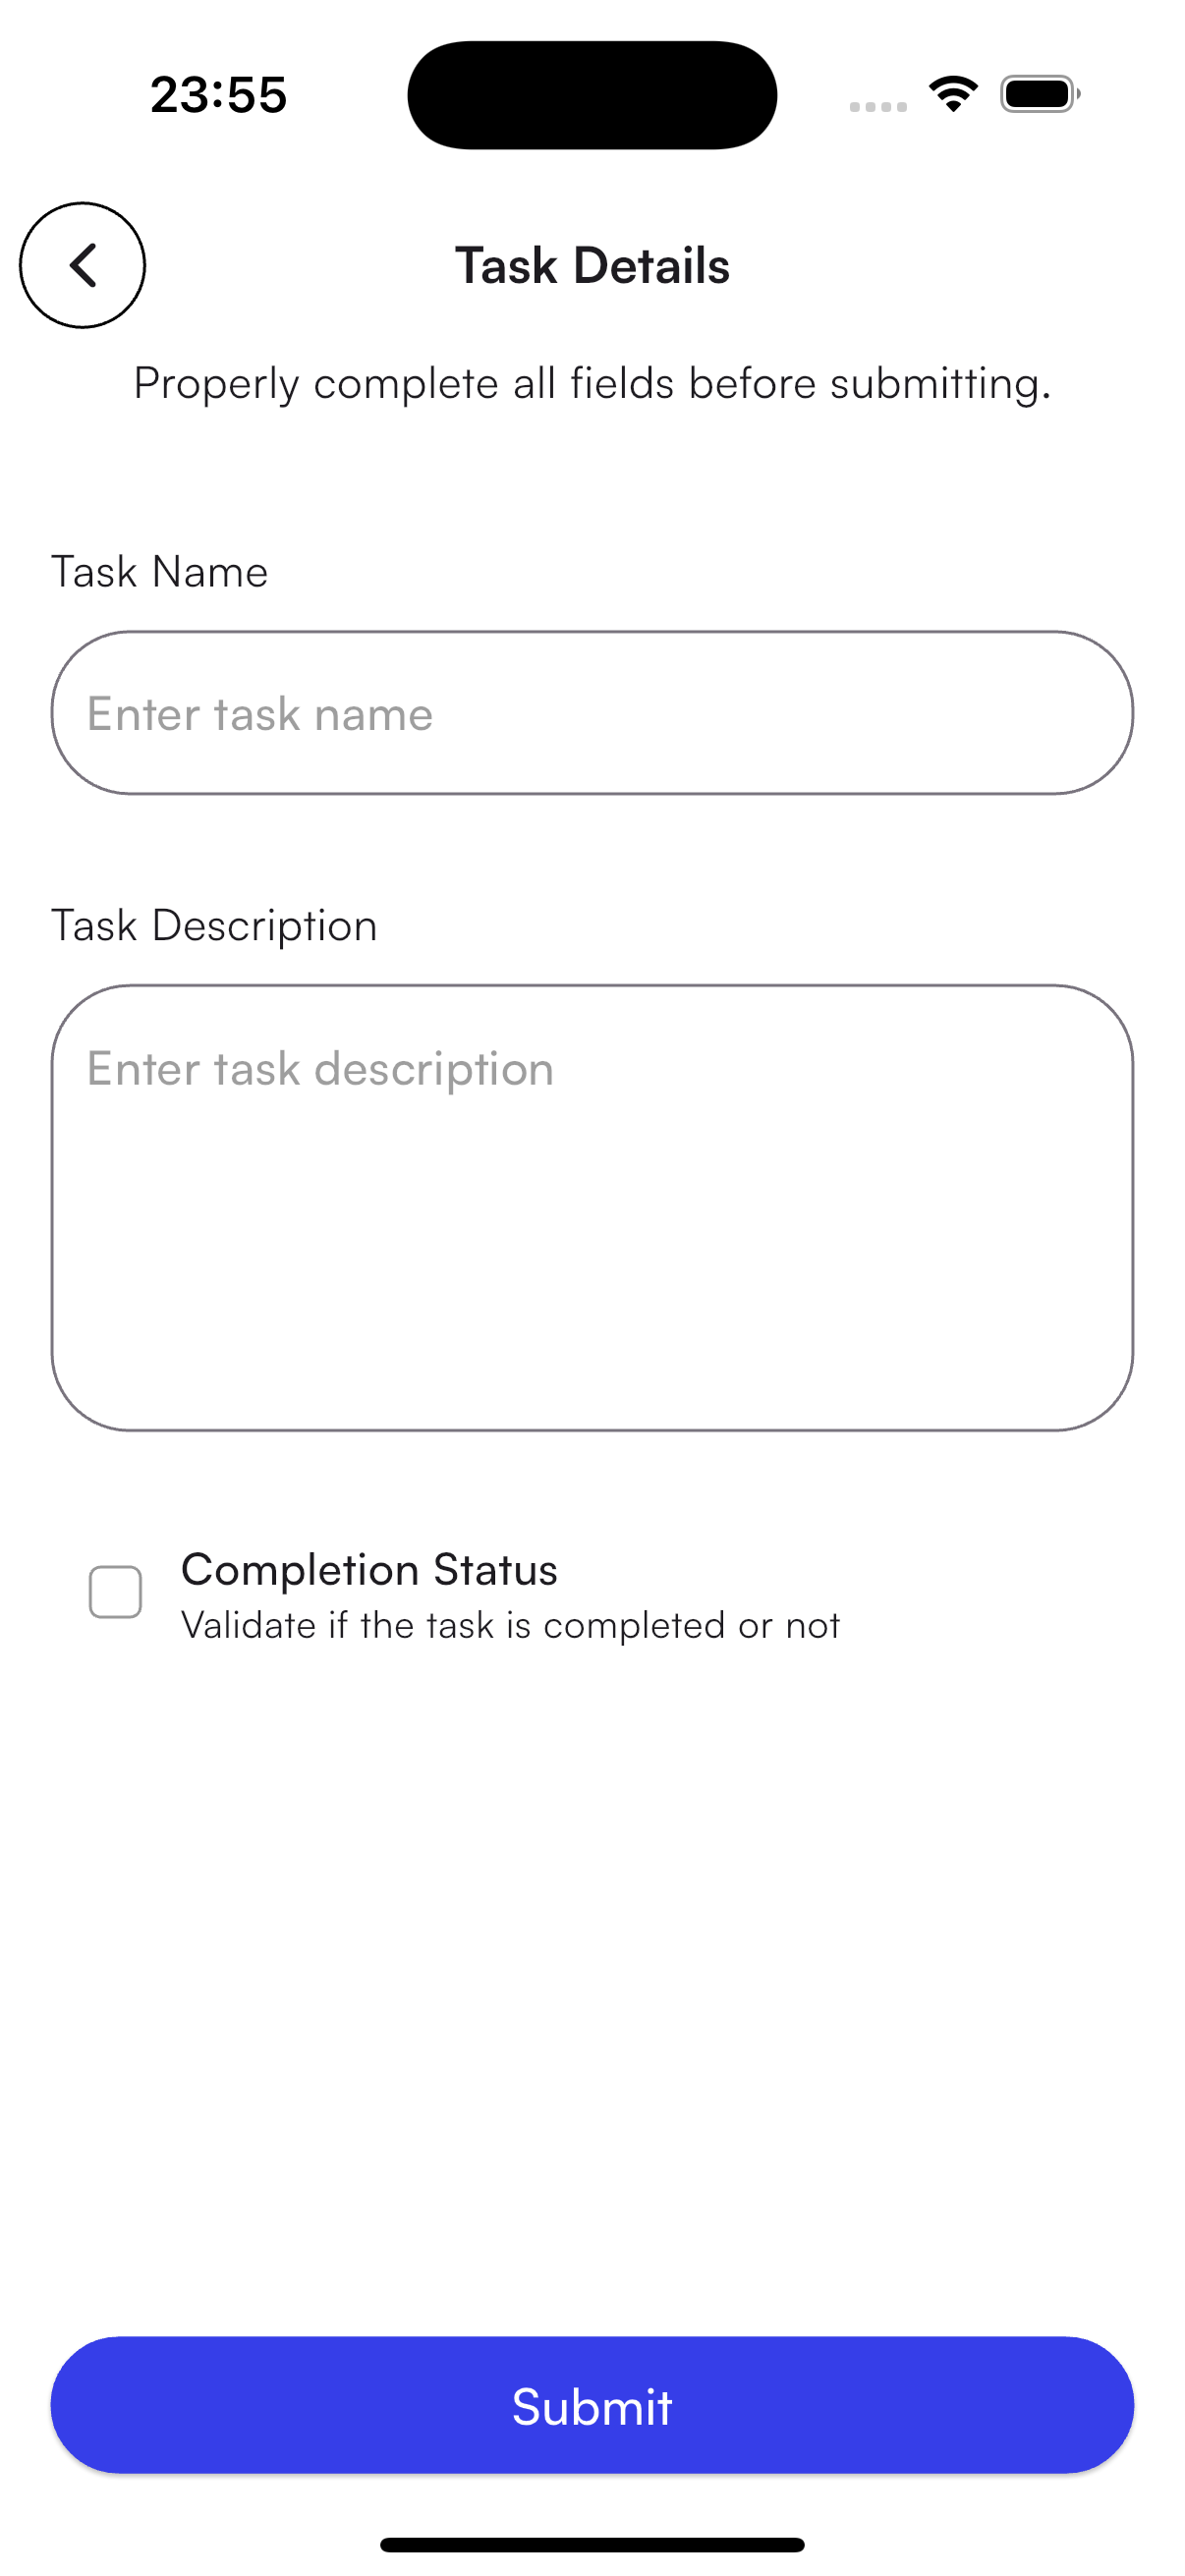 23:55
Task Details
Properly complete all fields before submitting.
Task Name
Enter task name
Task Description
Enter task description
Completion Status
Validate if the task is completed or not
Submit